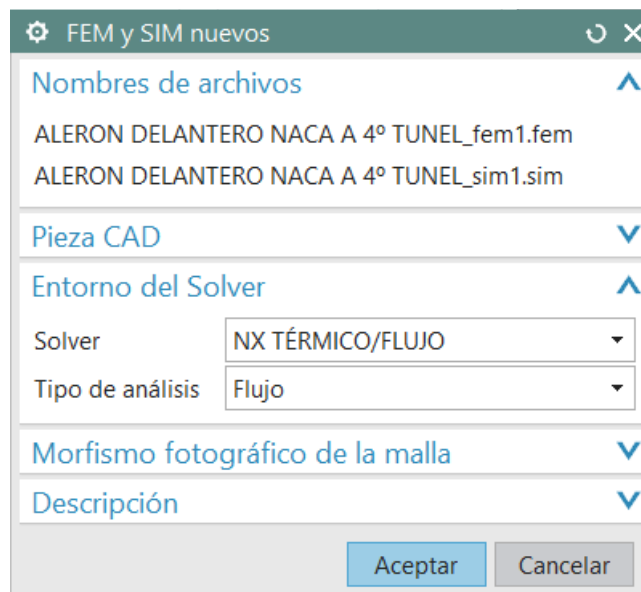 FEM y SIM nuevos
Nombres de archivos
ALERON DELANTERO NACA A 4º TUNEL_fem1.fem
ALERON DELANTERO NACA A 4º TUNEL_sim1.sim
Pieza CAD
Entorno del Solver
Solver NX TÉRMICO/FLUJO
Tipo de análisis Flujo
Morfismo fotográfico de la malla
Descripción
Aceptar Cancelar